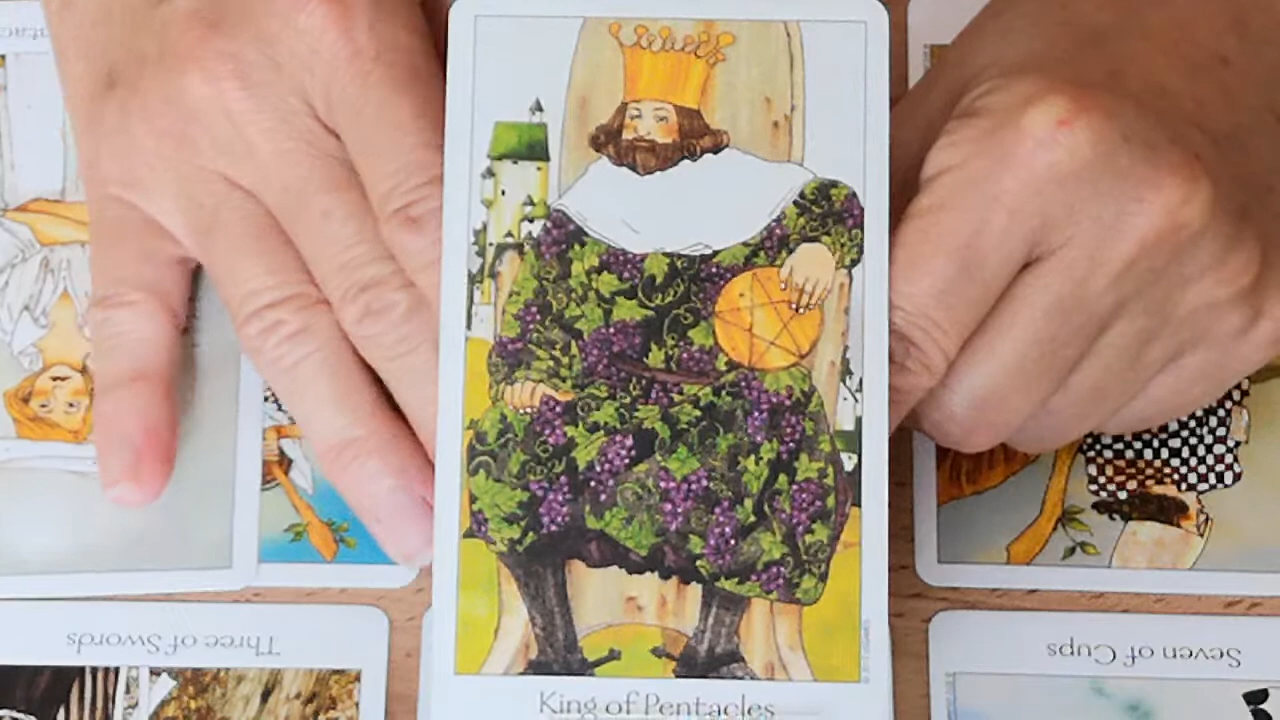 King of Pentacles
Three of Swords
Seven of Cups